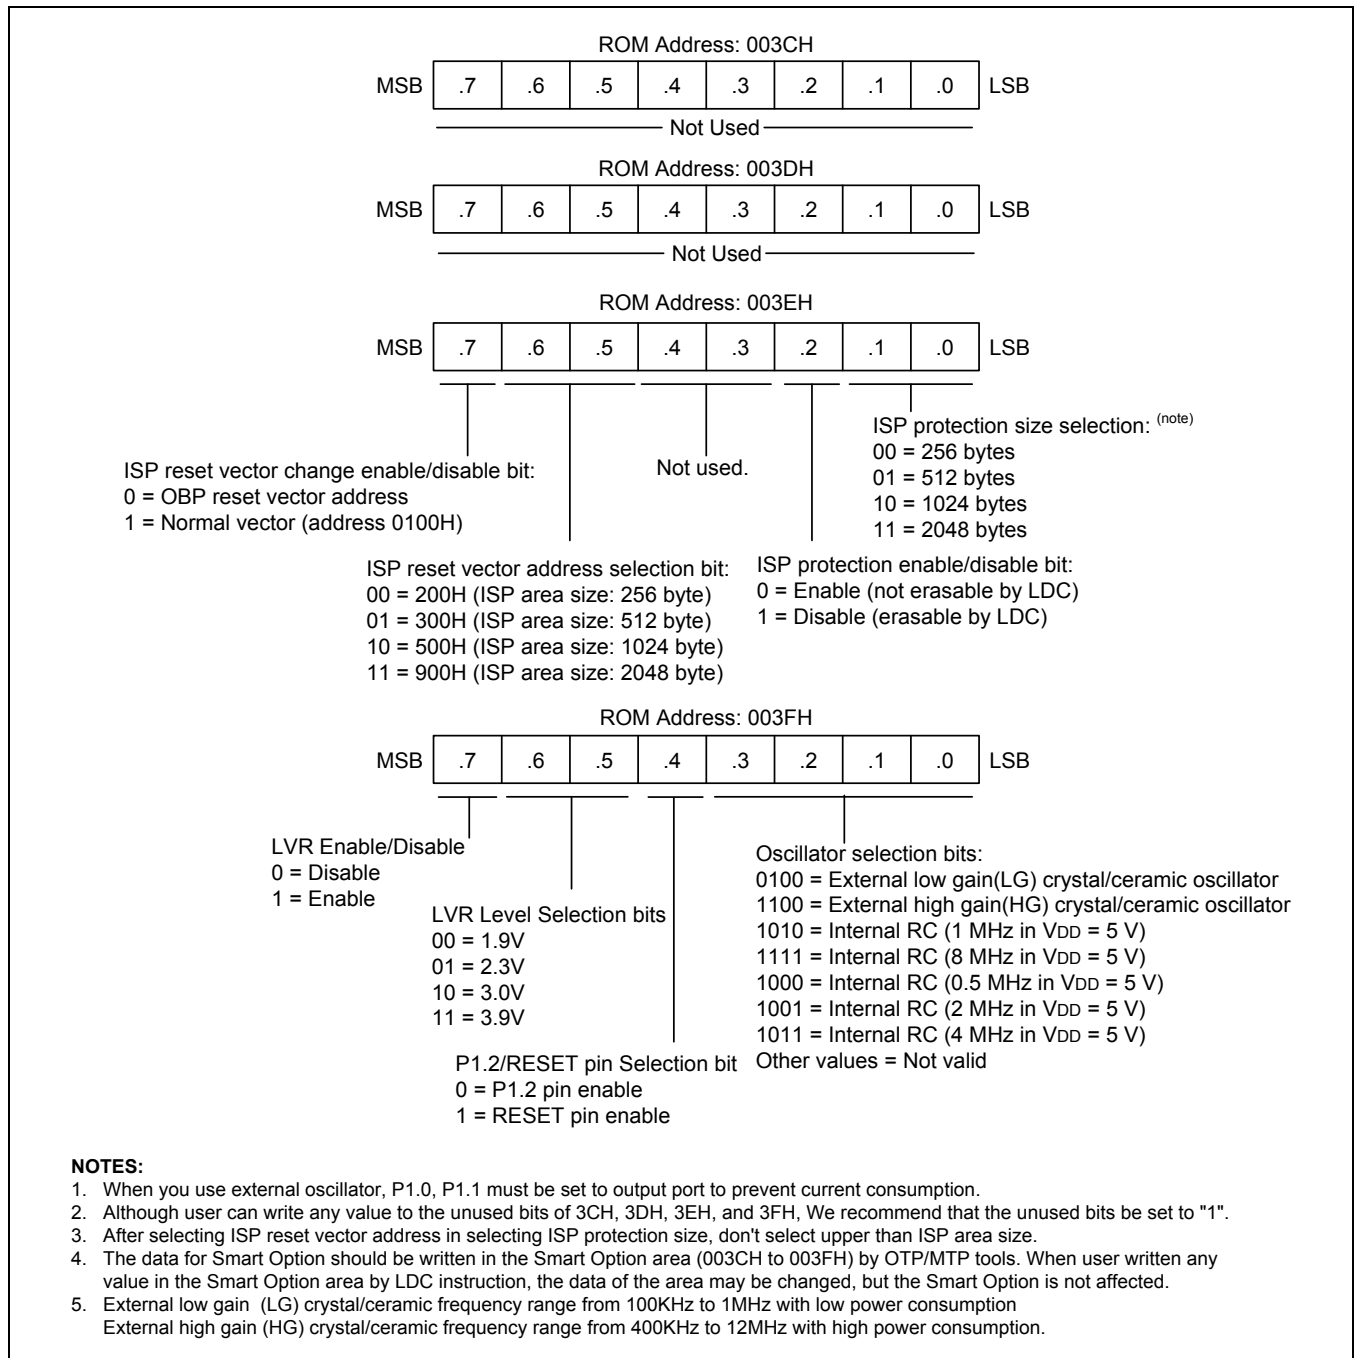 ROM Address: 003CH
MSB .7 .6 .5 .4 .3 .2 .1 .0 LSB
Not Used
ROM Address: 003DH
MSB .7 .6 .5 .4 .3 .2 .1 .0 LSB
Not Used
ROM Address: 003EH
MSB .7 .6 .5 .4 .3 .2 .1 .0 LSB
ISP reset vector change enable/disable bit:
0 = OBP reset vector address
1 = Normal vector (address 0100H)
Not used.
ISP protection size selection: (note)
00 = 256 bytes
01 = 512 bytes
10 = 1024 bytes
11 = 2048 bytes
ISP reset vector address selection bit:
00 = 200H (ISP area size: 256 byte)
01 = 300H (ISP area size: 512 byte)
10 = 500H (ISP area size: 1024 byte)
11 = 900H (ISP area size: 2048 byte)
ISP protection enable/disable bit:
0 = Enable (not erasable by LDC)
1 = Disable (erasable by LDC)
ROM Address: 003FH
MSB .7 .6 .5 .4 .3 .2 .1 .0 LSB
LVR Enable/Disable
0 = Disable
1 = Enable
LVR Level Selection bits
00 = 1.9V
01 = 2.3V
10 = 3.0V
11 = 3.9V
P1.2/RESET pin Selection bit
0 = P1.2 pin enable
1 = RESET pin enable
Oscillator selection bits:
0100 = External low gain(LG) crystal/ceramic oscillator
1100 = External high gain(HG) crystal/ceramic oscillator
1010 = Internal RC (1 MHz in VDD = 5 V)
1111 = Internal RC (8 MHz in VDD = 5 V)
1000 = Internal RC (0.5 MHz in VDD = 5 V)
1001 = Internal RC (2 MHz in VDD = 5 V)
1011 = Internal RC (4 MHz in VDD = 5 V)
Other values = Not valid
NOTES:
1. When you use external oscillator, P1.0, P1.1 must be set to output port to prevent current consumption.
2. Although user can write any value to the unused bits of 3CH, 3DH, 3EH, and 3FH, We recommend that the unused bits be set to "1".
3. After selecting ISP reset vector address in selecting ISP protection size, don't select upper than ISP area size.
4. The data for Smart Option should be written in the Smart Option area (003CH to 003FH) by OTP/MTP tools. When user written any
value in the Smart Option area by LDC instruction, the data of the area may be changed, but the Smart Option is not affected.
5. External low gain (LG) crystal/ceramic frequency range from 100KHz to 1MHz with low power consumption
External high gain (HG) crystal/ceramic frequency range from 400KHz to 12MHz with high power consumption.